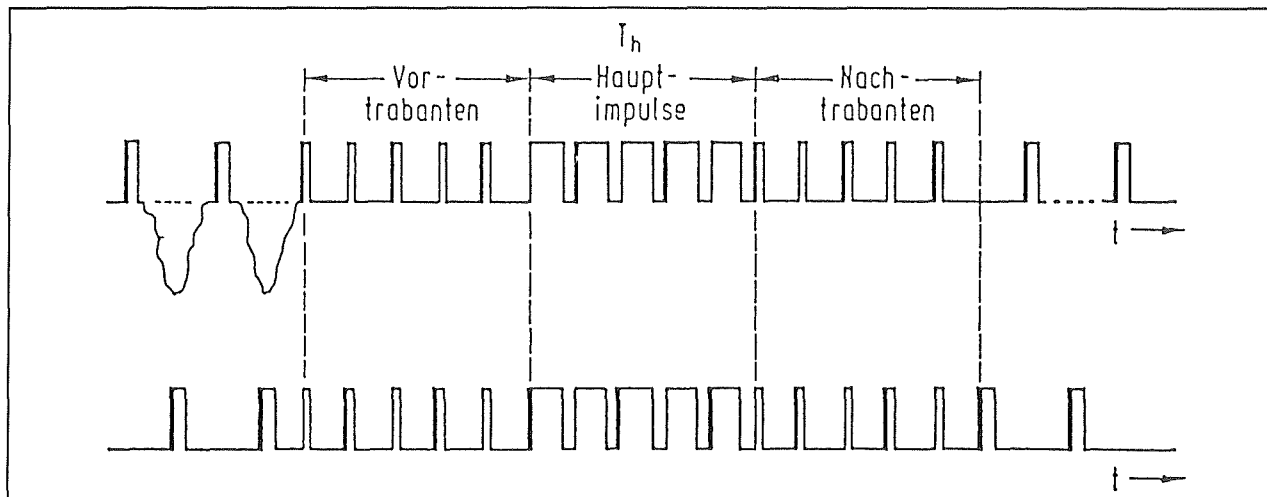 T_h
Vor- Haupt- Nach-
trabanten impulse trabanten
t
t